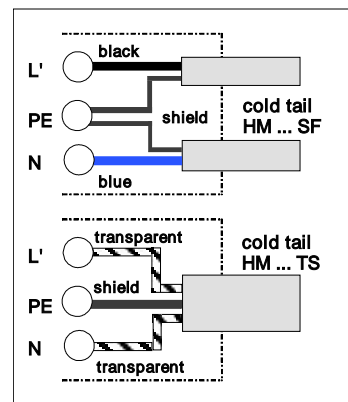 black
L'
PE
shield
cold tail
HM ... SF
N
blue
transparent
L'
cold tail
HM ... TS
shield
PE
N
transparent